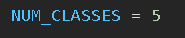 NUM_CLASSES = 5